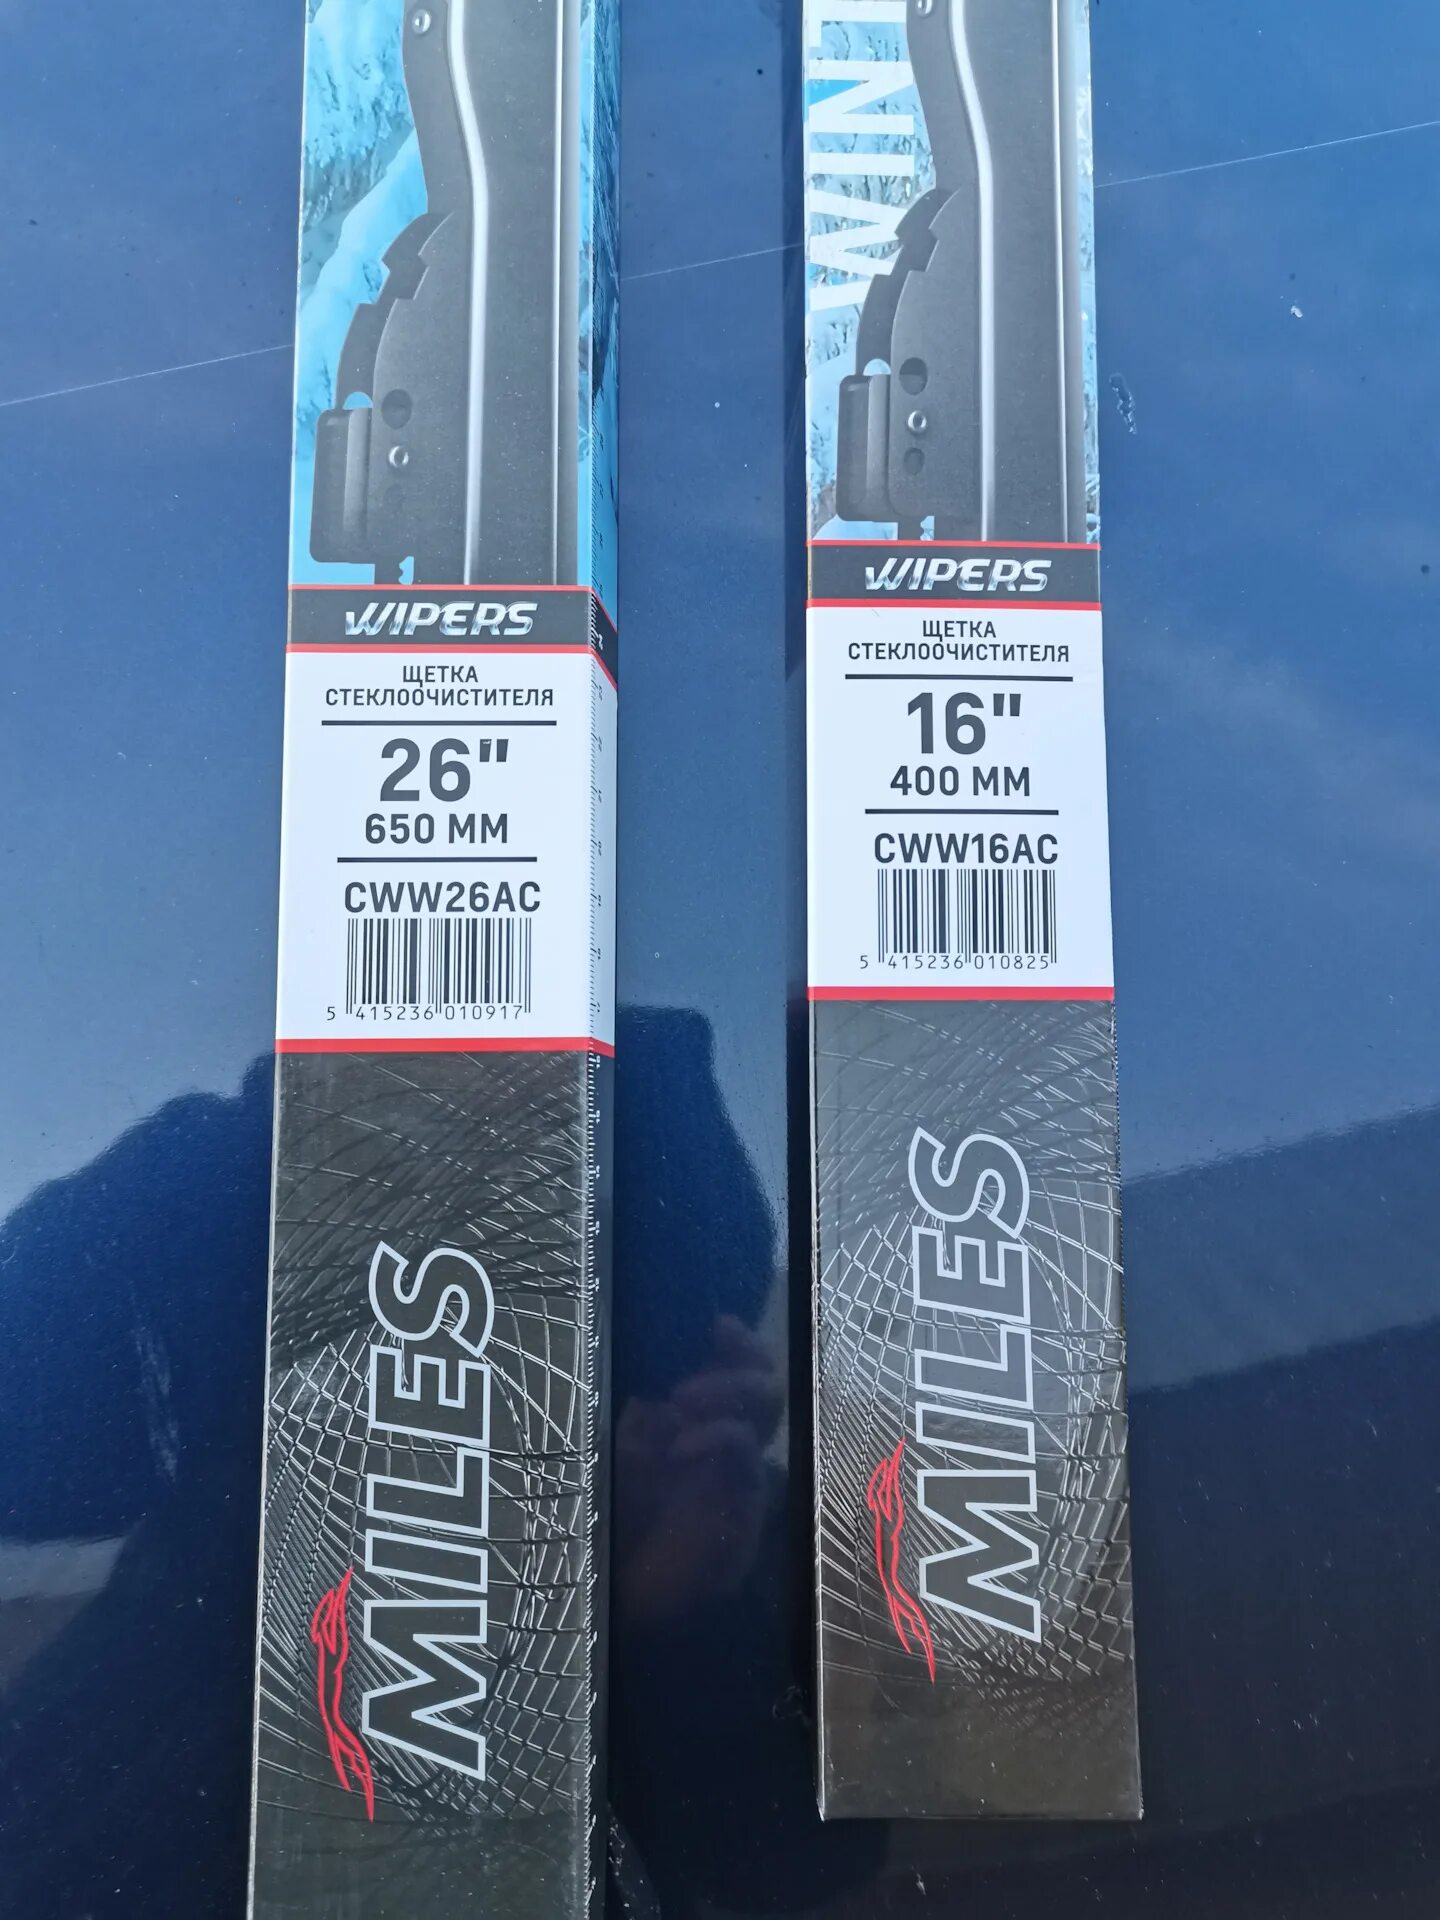 WIPERS
ЩЕТКА
СТЕКЛООЧИСТИТЕЛЯ
26"
650 ММ
CWW26AC
5 415236 010917
MILES
WINT
WIPERS
ЩЕТКА
СТЕКЛООЧИСТИТЕЛЯ
16"
400 ММ
CWW16AC
5 415236 010825
MILES